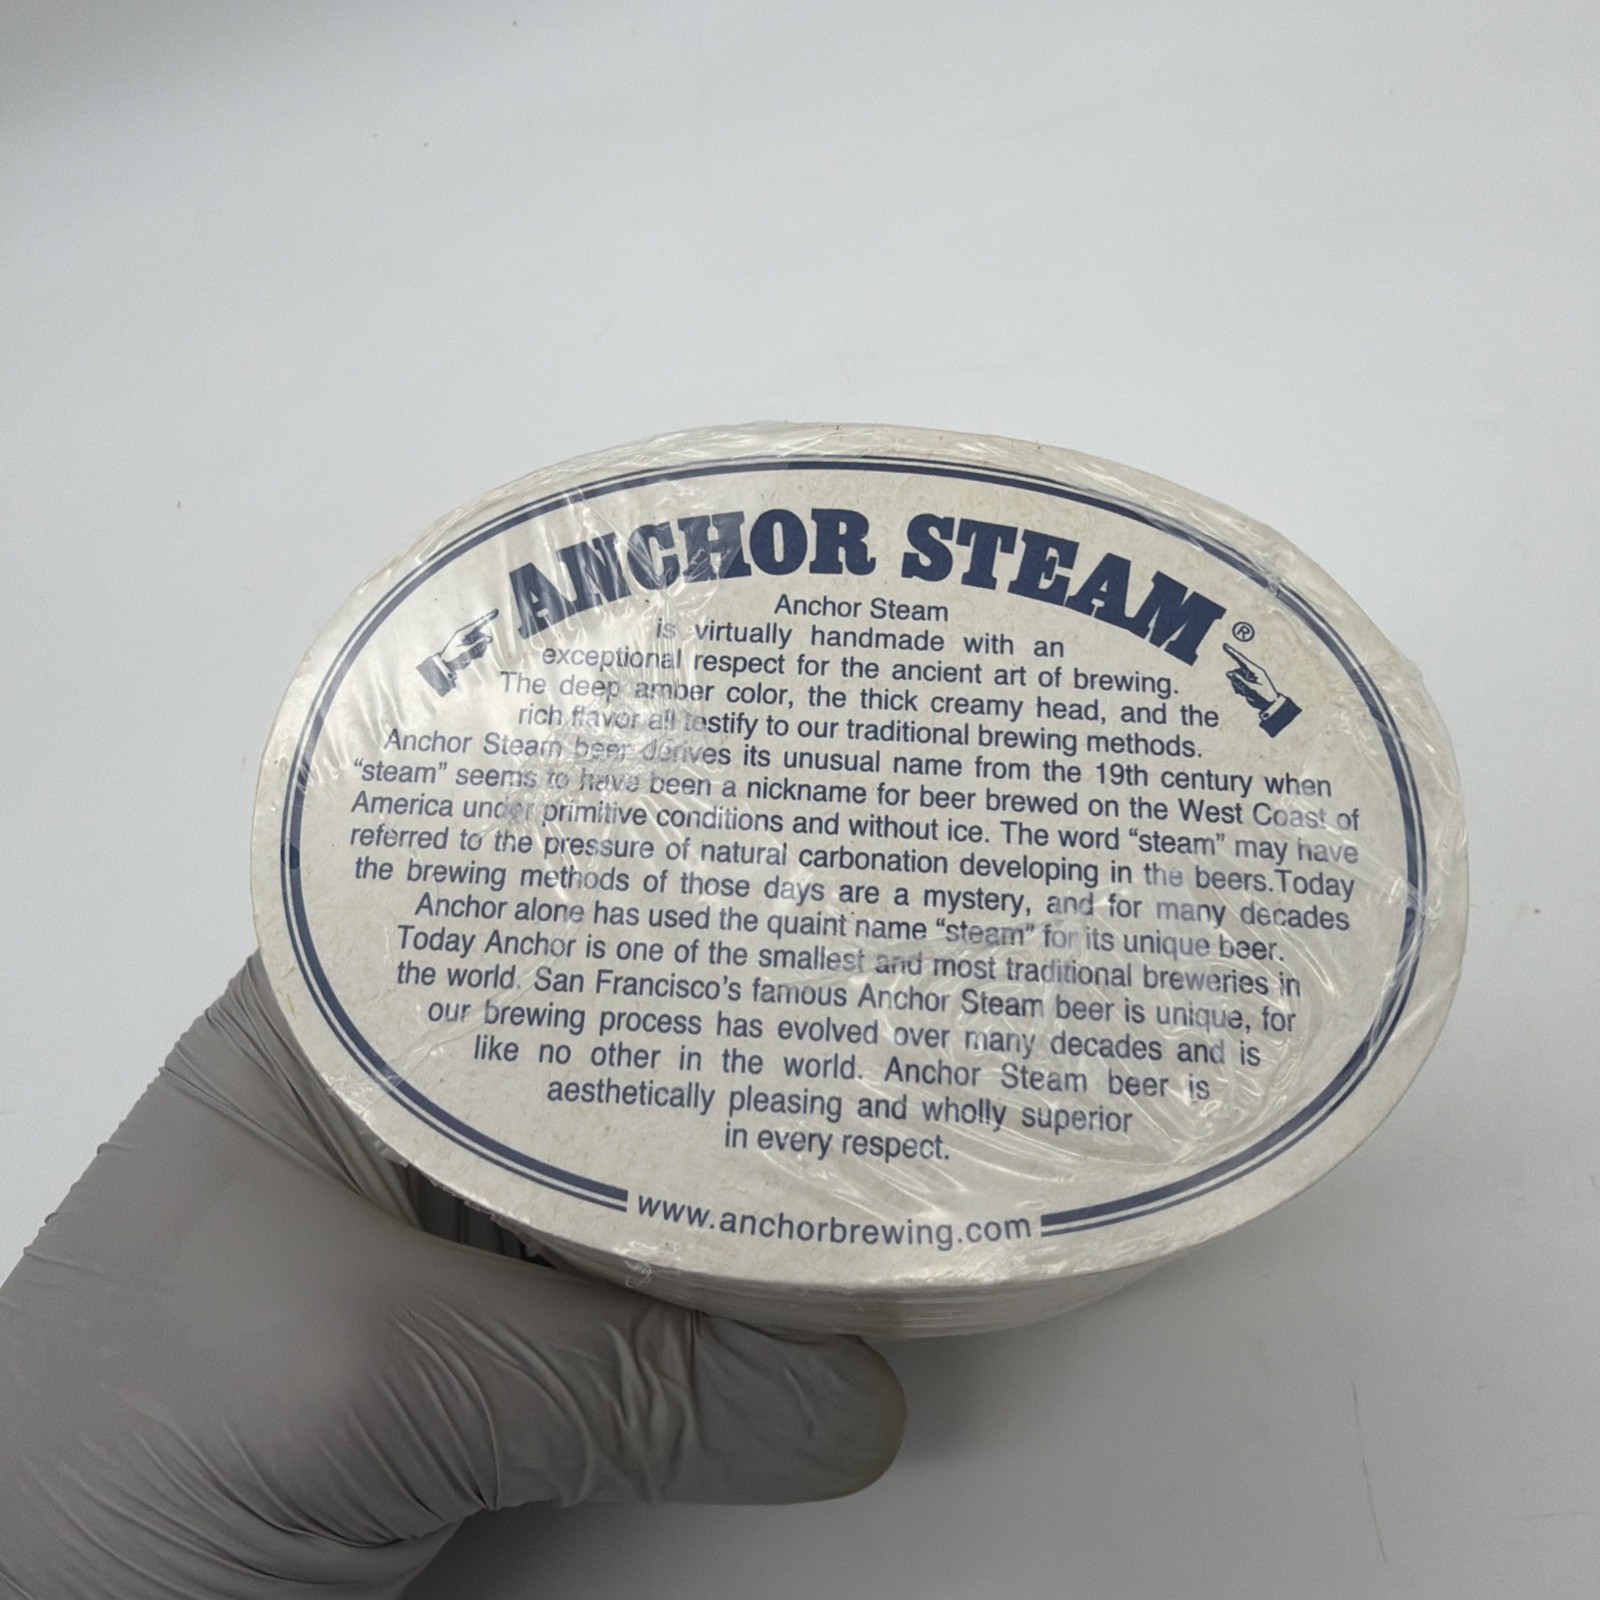 ANCHOR STEAM®
Anchor Steam
is virtually handmade with an
exceptional respect for the ancient art of brewing.
The deep amber color, the thick creamy head, and the
rich flavor all testify to our traditional brewing methods.
Anchor Steam beer derives its unusual name from the 19th century when
“steam” seems to have been a nickname for beer brewed on the West Coast of
America under primitive conditions and without ice. The word “steam” may have
referred to the pressure of natural carbonation developing in the beers.Today
the brewing methods of those days are a mystery, and for many decades
Anchor alone has used the quaint name “steam” for its unique beer.
Today Anchor is one of the smallest and most traditional breweries in
the world. San Francisco’s famous Anchor Steam beer is unique, for
our brewing process has evolved over many decades and is
like no other in the world. Anchor Steam beer is
aesthetically pleasing and wholly superior
in every respect.
www.anchorbrewing.com